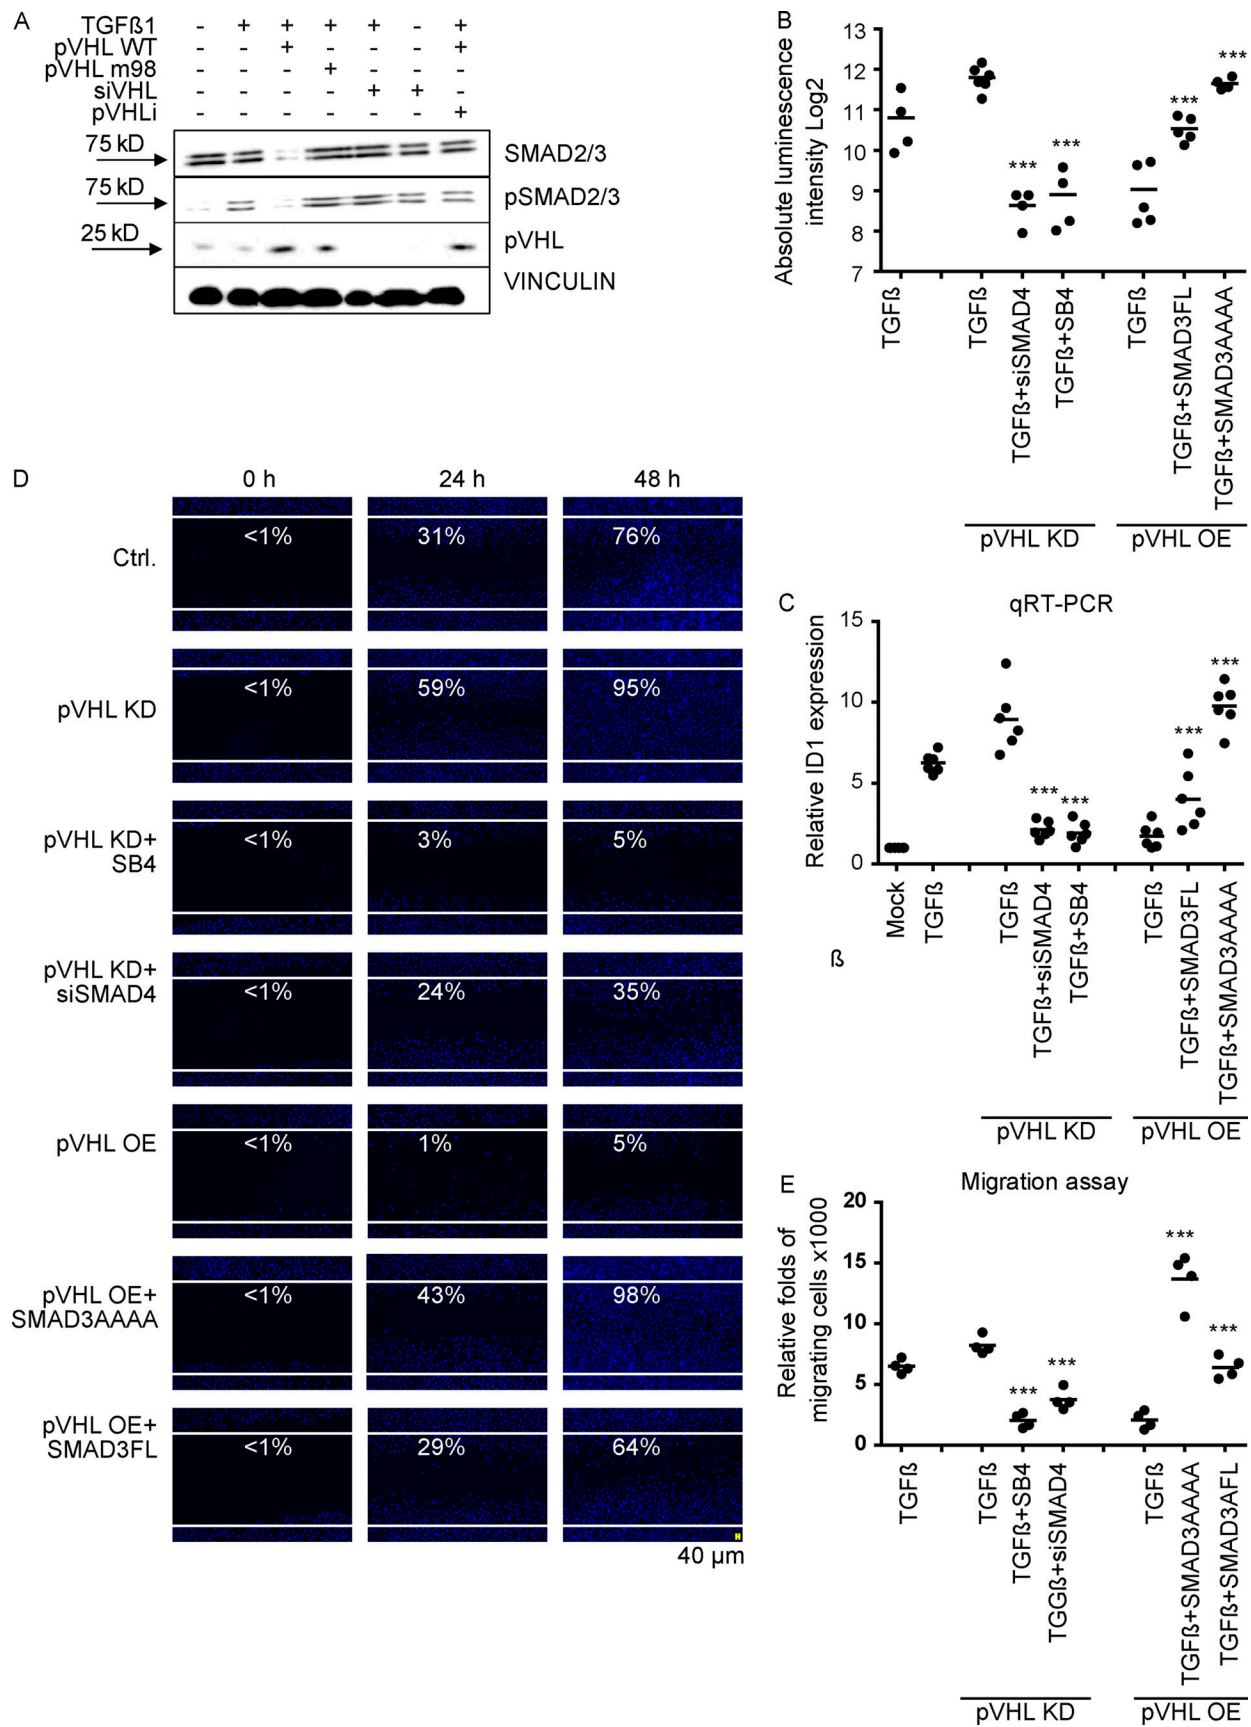 A
TGFß1 - + + + + - +
pVHL WT - - + - - - +
pVHL m98 - - - + - - -
siVHL - - - - + + -
pVHLi - - - - - - +
75 kD SMAD2/3
75 kD pSMAD2/3
25 kD pVHL
VINCULIN
B
Absolute luminescence
intensity Log2
13
12
11
10
9
8
7
***
***
***
***
TGFß
TGFß
TGFß+siSMAD4
TGFß+SB4
TGFß
TGFß+SMAD3FL
TGFß+SMAD3AAAA
pVHL KD
pVHL OE
C
qRT-PCR
Relative ID1 expression
15
10
5
0
***
***
***
***
Mock
TGFß
TGFß
TGFß+siSMAD4
TGFß+SB4
TGFß
TGFß+SMAD3FL
TGFß+SMAD3AAAA
ß
pVHL KD
pVHL OE
D
0 h 24 h 48 h
Ctrl. <1% 31% 76%
pVHL KD <1% 59% 95%
pVHL KD+
SB4
<1% 3% 5%
pVHL KD+
siSMAD4
<1% 24% 35%
pVHL OE <1% 1% 5%
pVHL OE+
SMAD3AAAA
<1% 43% 98%
pVHL OE+
SMAD3FL
<1% 29% 64%
40 µm
E
Migration assay
Relative folds of
migrating cells x1000
20
15
10
5
0
***
***
***
***
TGFß
TGFß
TGFß+SB4
TGGß+siSMAD4
TGFß
TGFß+SMAD3AAAA
TGFß+SMAD3AFL
pVHL KD
pVHL OE